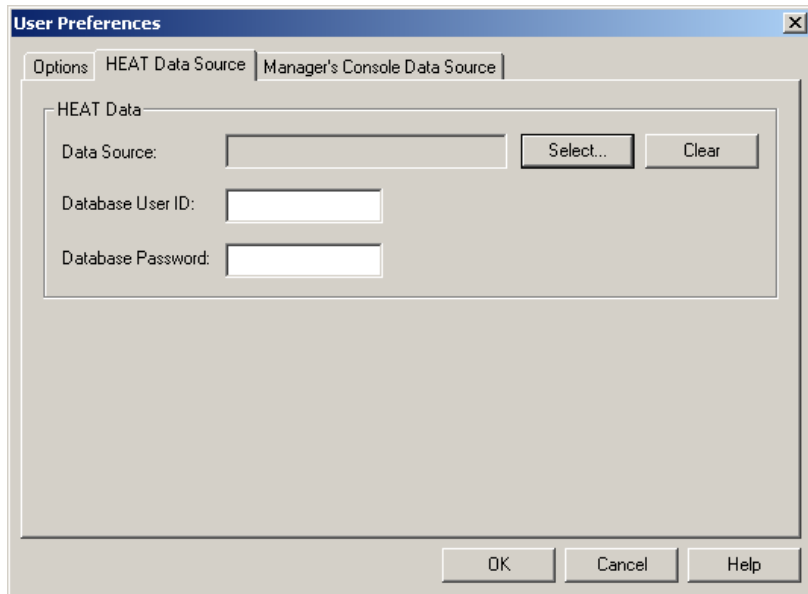 User Preferences
Options HEAT Data Source Manager's Console Data Source
HEAT Data
Data Source: Select... Clear
Database User ID:
Database Password:
OK Cancel Help